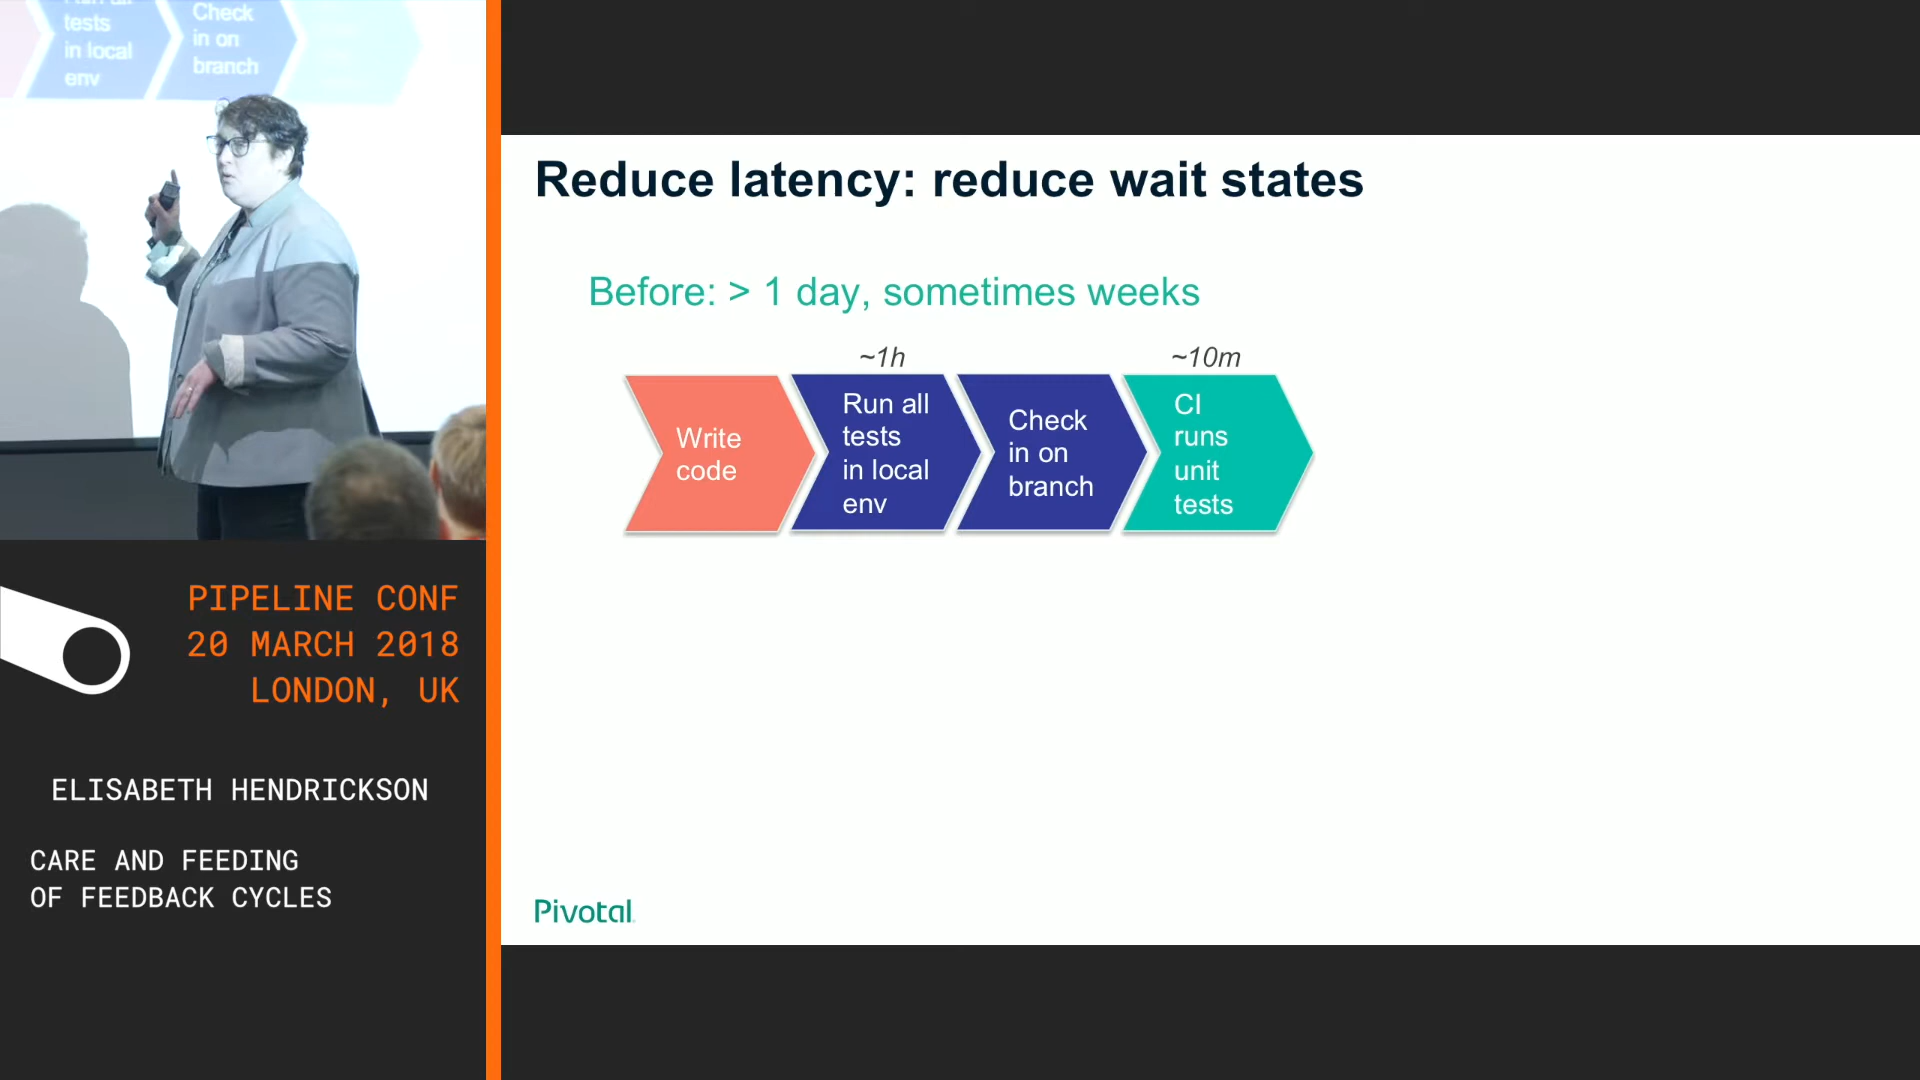 Run all
tests
in local
env
Check
in on
branch
PIPELINE CONF
20 MARCH 2018
LONDON, UK
ELISABETH HENDRICKSON
CARE AND FEEDING
OF FEEDBACK CYCLES
Reduce latency: reduce wait states
Before: > 1 day, sometimes weeks
~1h
~10m
Write
code
Run all
tests
in local
env
Check
in on
branch
CI
runs
unit
tests
Pivotal